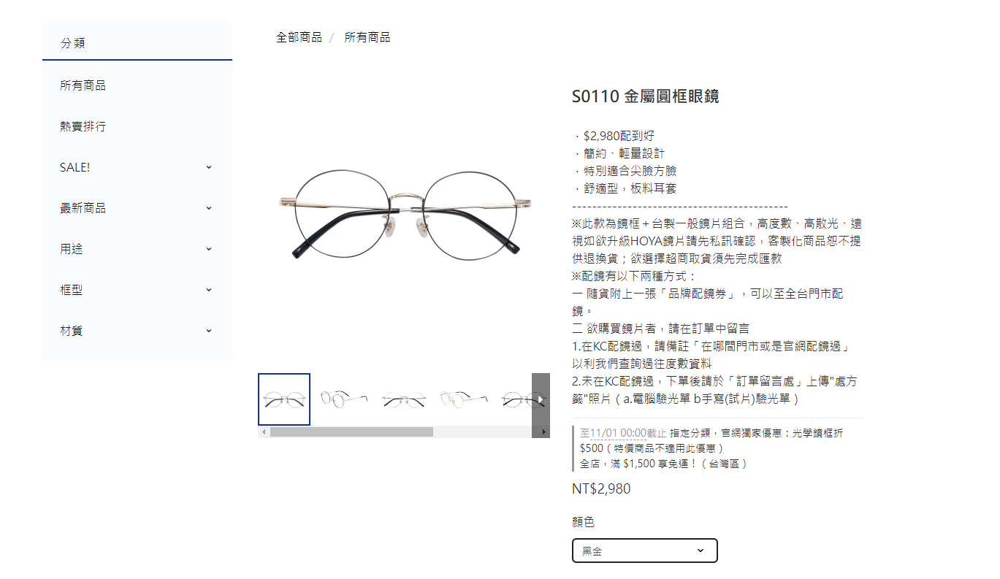 分類
所有商品
熱賣排行
SALE!
最新商品
用途
框型
材質
全部商品 / 所有商品
S0110 金屬圓框眼鏡
．$2,980配到好
．簡約、輕量設計
．特別適合尖臉方臉
．舒適型，板料耳套
--------------------------------------------
※此款為鏡框＋台製一般鏡片組合，高度數、高散光、遠
視如欲升級HOYA鏡片請先私訊確認，客製化商品恕不提
供退換貨；欲選擇超商取貨須先完成匯款
※配鏡有以下兩種方式：
一 隨貨附上一張「品牌配鏡券」，可以至全台門市配
鏡。
二 欲購買鏡片者，請在訂單中留言
1.在KC配鏡過，請備註「在哪間門市或是官網配鏡過」
以利我們查詢過往度數資料
2.未在KC配鏡過，下單後請於「訂單留言處」上傳"處方
籤"照片（a.電腦驗光單 b手寫(試片)驗光單）
至11/01 00:00截止 指定分類，官網獨家優惠：光學鏡框折
$500（特價商品不適用此優惠）
全店，滿 $1,500 享免運！（台灣區）
NT$2,980
顏色
黑金